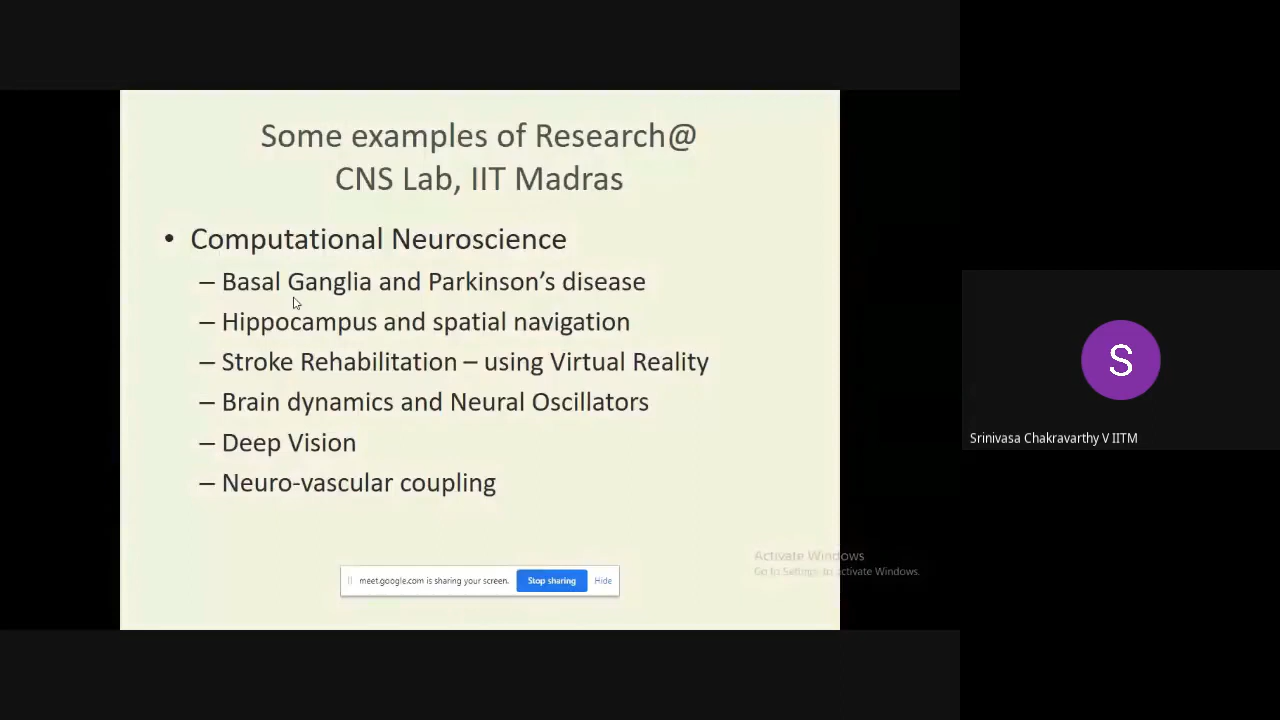 Some examples of Research@
CNS Lab, IIT Madras
• Computational Neuroscience
– Basal Ganglia and Parkinson’s disease
– Hippocampus and spatial navigation
– Stroke Rehabilitation – using Virtual Reality
– Brain dynamics and Neural Oscillators
– Deep Vision
– Neuro-vascular coupling
S
Srinivasa Chakravarthy V IITM
Activate Windows
Go to Settings to activate Windows.
meet.google.com is sharing your screen. Stop sharing Hide